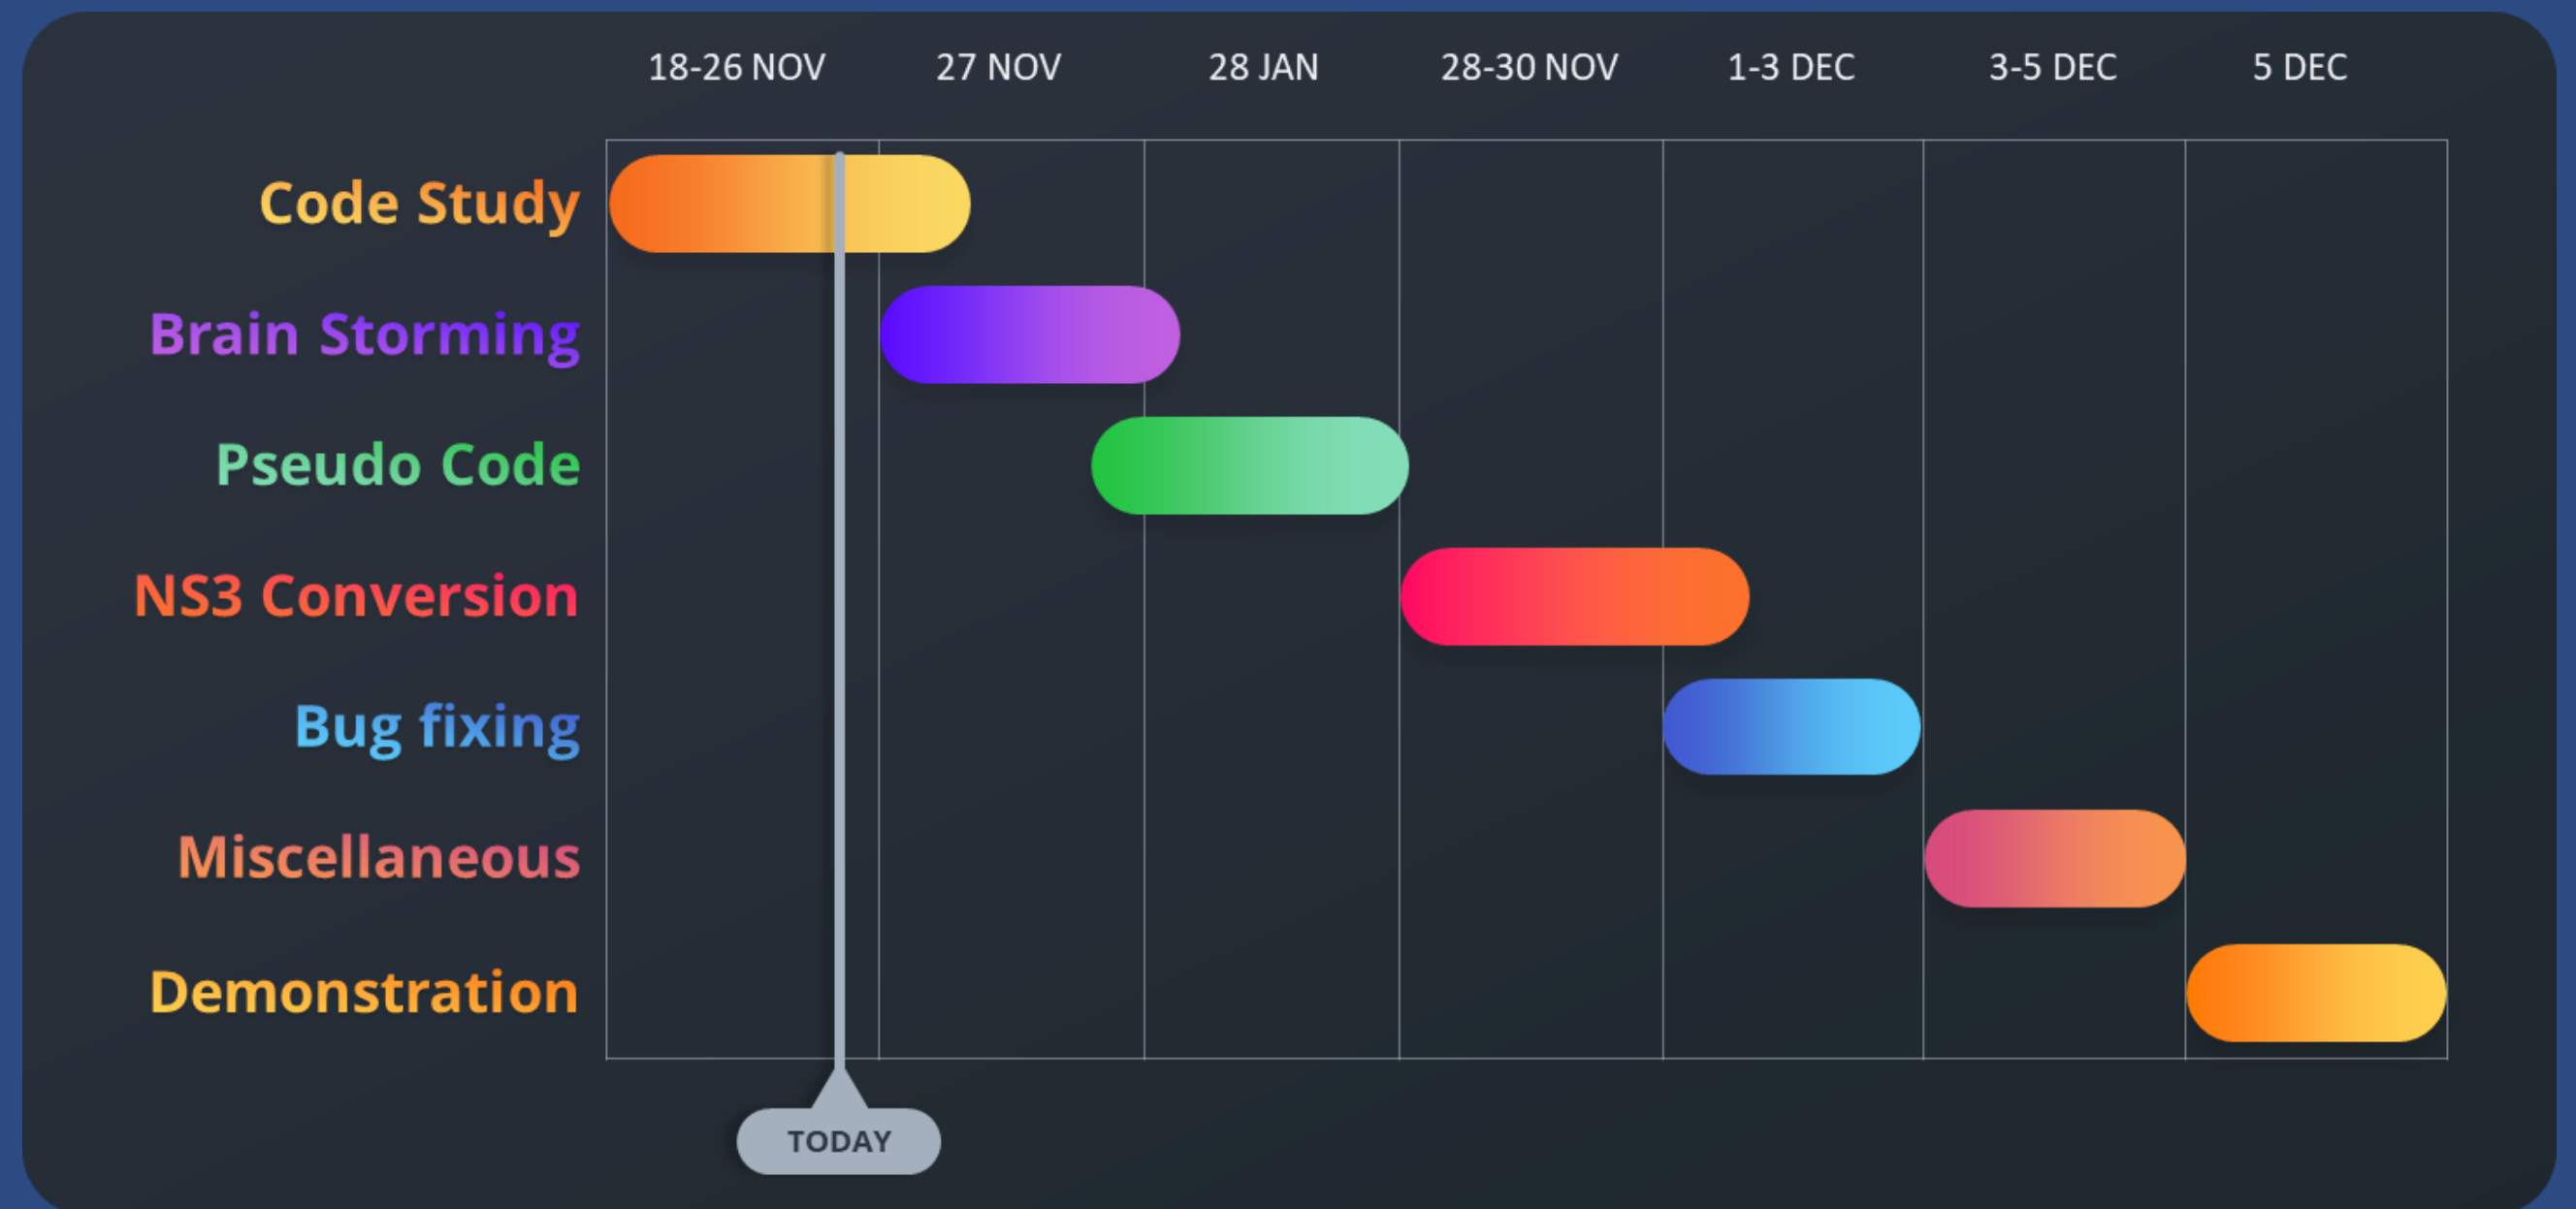 18-26 NOV 27 NOV 28 JAN 28-30 NOV 1-3 DEC 3-5 DEC 5 DEC
Code Study
Brain Storming
Pseudo Code
NS3 Conversion
Bug fixing
Miscellaneous
Demonstration
TODAY